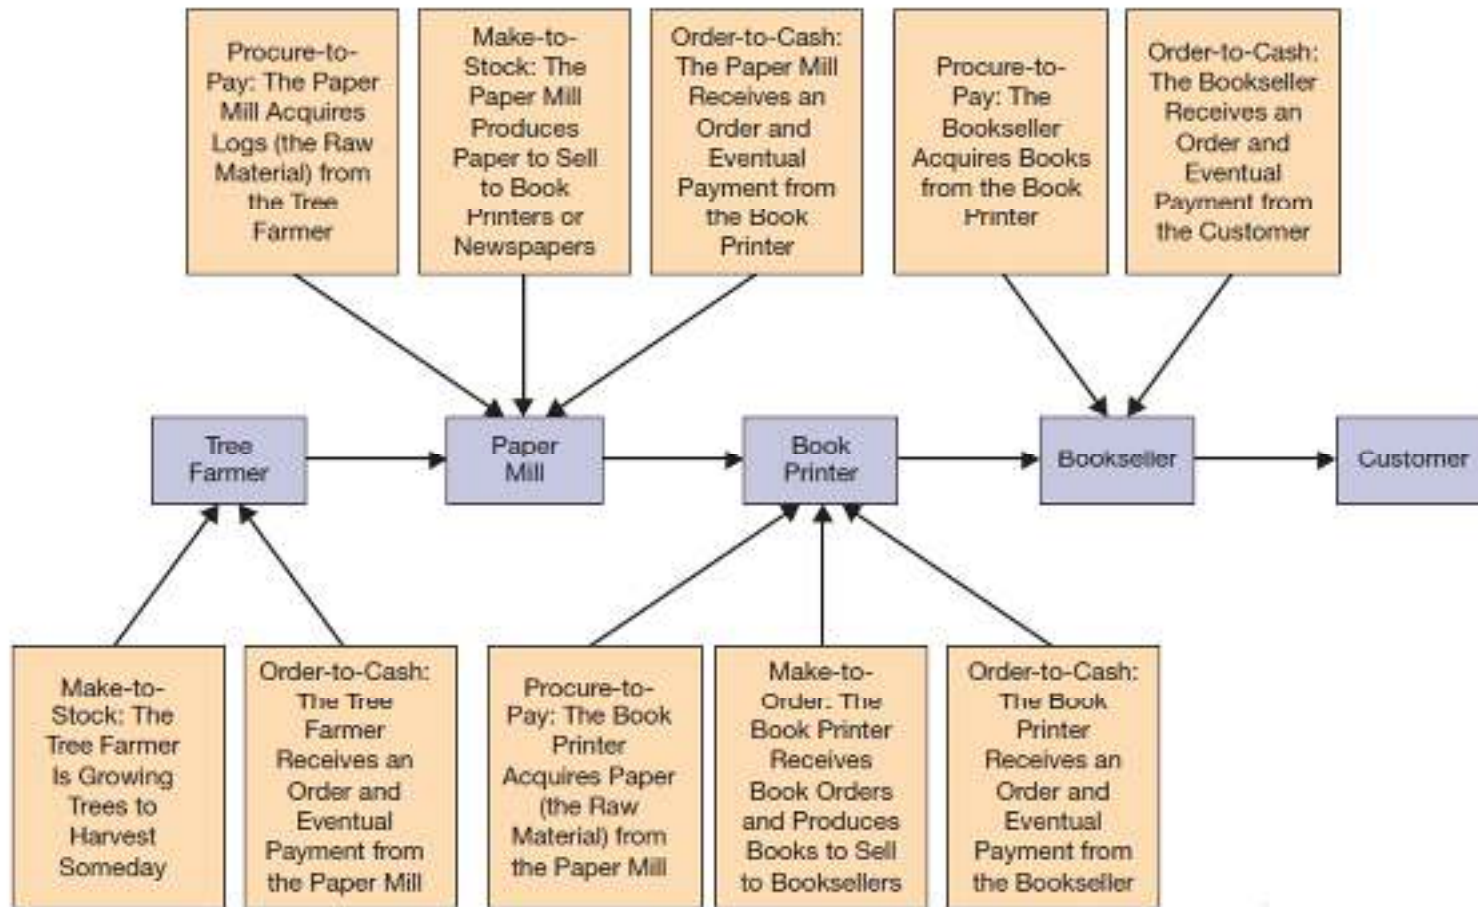 Procure-to-
Pay: The Paper
Mill Acquires
Logs (the Raw
Material) from
the Tree
Farmer
Make-to-
Stock: The
Paper Mill
Produces
Paper to Sell
to Book
Printers or
Newspapers
Order-to-Cash:
The Paper Mill
Receives an
Order and
Eventual
Payment from
the Book
Printer
Procure-to-
Pay: The
Bookseller
Acquires Books
from the Book
Printer
Order-to-Cash:
The Bookseller
Receives an
Order and
Eventual
Payment from
the Customer
Tree
Farmer
Paper
Mill
Book
Printer
Bookseller
Customer
Make-to-
Stock: The
Tree Farmer
Is Growing
Trees to
Harvest
Someday
Order-to-Cash:
The Tree
Farmer
Receives an
Order and
Eventual
Payment from
the Paper Mill
Procure-to-
Pay: The Book
Printer
Acquires Paper
(the Raw
Material) from
the Paper Mill
Make-to-
Order: The
Book Printer
Receives
Book Orders
and Produces
Books to Sell
to Booksellers
Order-to-Cash:
The Book
Printer
Receives an
Order and
Eventual
Payment from
the Bookseller